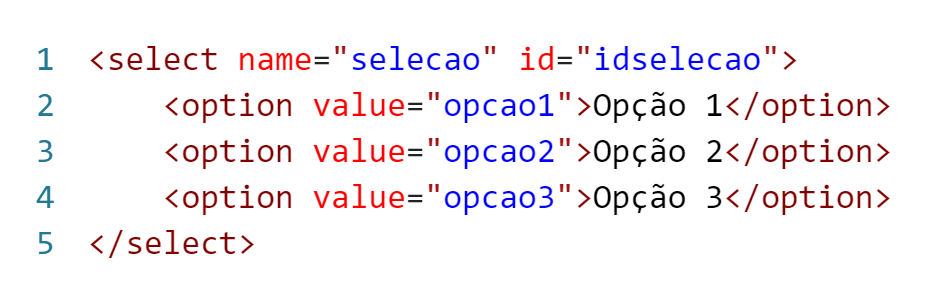 1 <select name="selecao" id="idselecao">
2     <option value="opcao1">Opção 1</option>
3     <option value="opcao2">Opção 2</option>
4     <option value="opcao3">Opção 3</option>
5 </select>